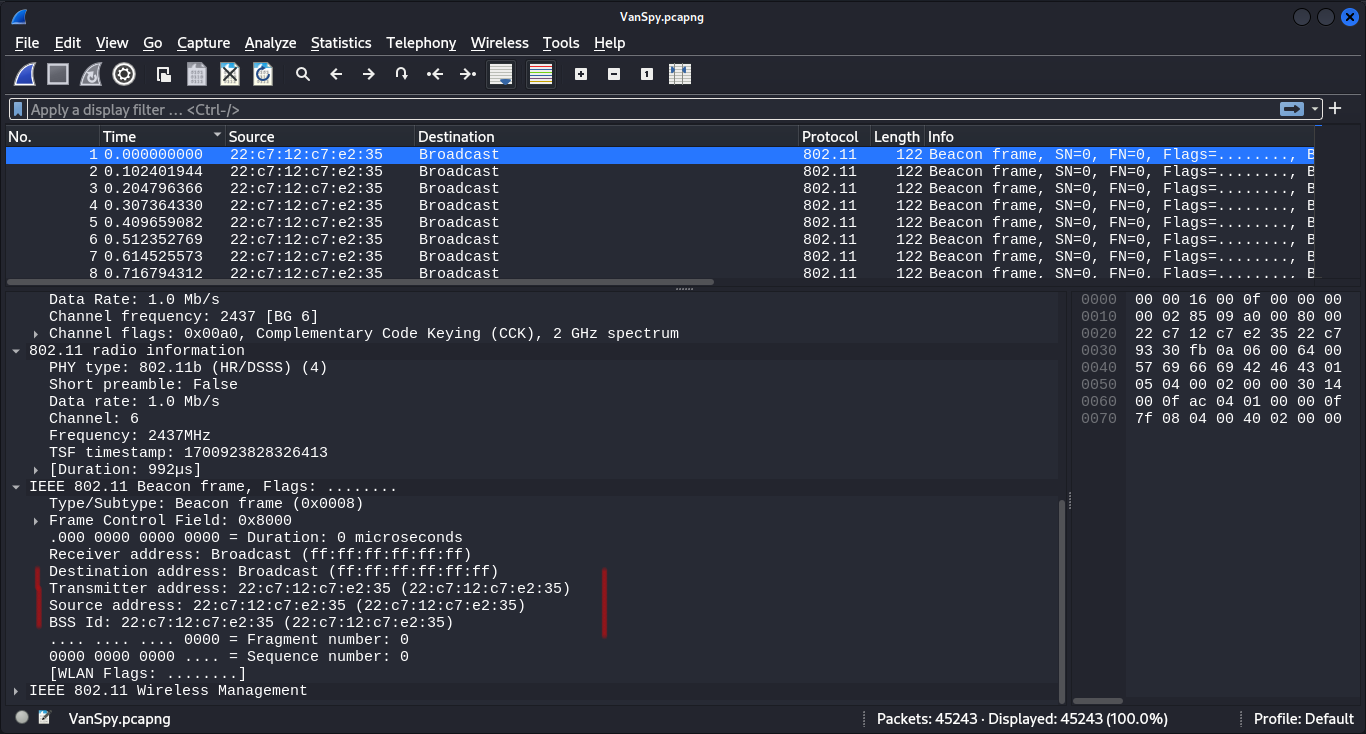 VanSpy.pcapng
File Edit View Go Capture Analyze Statistics Telephony Wireless Tools Help
Apply a display filter ... <Ctrl-/>
No. Time Source Destination Protocol Length Info
1 0.000000000 22:c7:12:c7:e2:35 Broadcast 802.11 122 Beacon frame, SN=0, FN=0, Flags=........, B
2 0.102401944 22:c7:12:c7:e2:35 Broadcast 802.11 122 Beacon frame, SN=0, FN=0, Flags=........, B
3 0.204796366 22:c7:12:c7:e2:35 Broadcast 802.11 122 Beacon frame, SN=0, FN=0, Flags=........, B
4 0.307364330 22:c7:12:c7:e2:35 Broadcast 802.11 122 Beacon frame, SN=0, FN=0, Flags=........, B
5 0.409659082 22:c7:12:c7:e2:35 Broadcast 802.11 122 Beacon frame, SN=0, FN=0, Flags=........, B
6 0.512352769 22:c7:12:c7:e2:35 Broadcast 802.11 122 Beacon frame, SN=0, FN=0, Flags=........, B
7 0.614525573 22:c7:12:c7:e2:35 Broadcast 802.11 122 Beacon frame, SN=0, FN=0, Flags=........, B
8 0.716794312 22:c7:12:c7:e2:35 Broadcast 802.11 122 Beacon frame, SN=0, FN=0, Flags=........, B
Data Rate: 1.0 Mb/s
Channel frequency: 2437 [BG 6]
Channel flags: 0x00a0, Complementary Code Keying (CCK), 2 GHz spectrum
802.11 radio information
PHY type: 802.11b (HR/DSSS) (4)
Short preamble: False
Data rate: 1.0 Mb/s
Channel: 6
Frequency: 2437MHz
TSF timestamp: 1700923828326413
[Duration: 992µs]
IEEE 802.11 Beacon frame, Flags: ........
Type/Subtype: Beacon frame (0x0008)
Frame Control Field: 0x8000
.000 0000 0000 0000 = Duration: 0 microseconds
Receiver address: Broadcast (ff:ff:ff:ff:ff:ff)
Destination address: Broadcast (ff:ff:ff:ff:ff:ff)
Transmitter address: 22:c7:12:c7:e2:35 (22:c7:12:c7:e2:35)
Source address: 22:c7:12:c7:e2:35 (22:c7:12:c7:e2:35)
BSS Id: 22:c7:12:c7:e2:35 (22:c7:12:c7:e2:35)
.... .... .... 0000 = Fragment number: 0
0000 0000 0000 .... = Sequence number: 0
[WLAN Flags: ........]
IEEE 802.11 Wireless Management
0000 00 00 16 00 0f 00 00 00
0010 00 02 85 09 a0 00 80 00
0020 22 c7 12 c7 e2 35 22 c7
0030 93 30 fb 0a 06 00 64 00
0040 57 69 66 69 42 46 43 01
0050 05 04 00 02 00 00 30 14
0060 00 0f ac 04 01 00 00 0f
0070 7f 08 04 00 40 02 00 00
VanSpy.pcapng
Packets: 45243 · Displayed: 45243 (100.0%)
Profile: Default